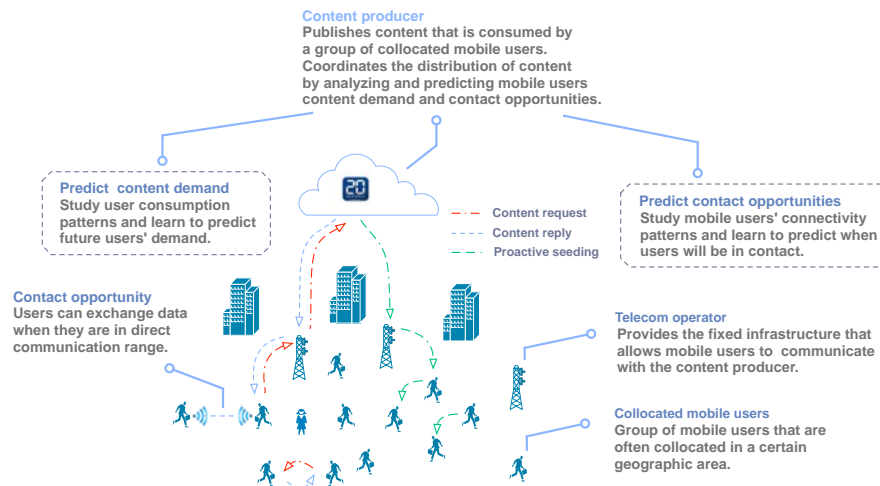 Content producer
Publishes content that is consumed by
a group of collocated mobile users.
Coordinates the distribution of content
by analyzing and predicting mobile users
content demand and contact opportunities.
Predict content demand
Study user consumption
patterns and learn to predict
future users' demand.
20
Content request
Content reply
Proactive seeding
Predict contact opportunities
Study mobile users' connectivity
patterns and learn to predict when
users will be in contact.
Contact opportunity
Users can exchange data
when they are in direct
communication range.
Telecom operator
Provides the fixed infrastructure that
allows mobile users to communicate
with the content producer.
Collocated mobile users
Group of mobile users that are
often collocated in a certain
geographic area.